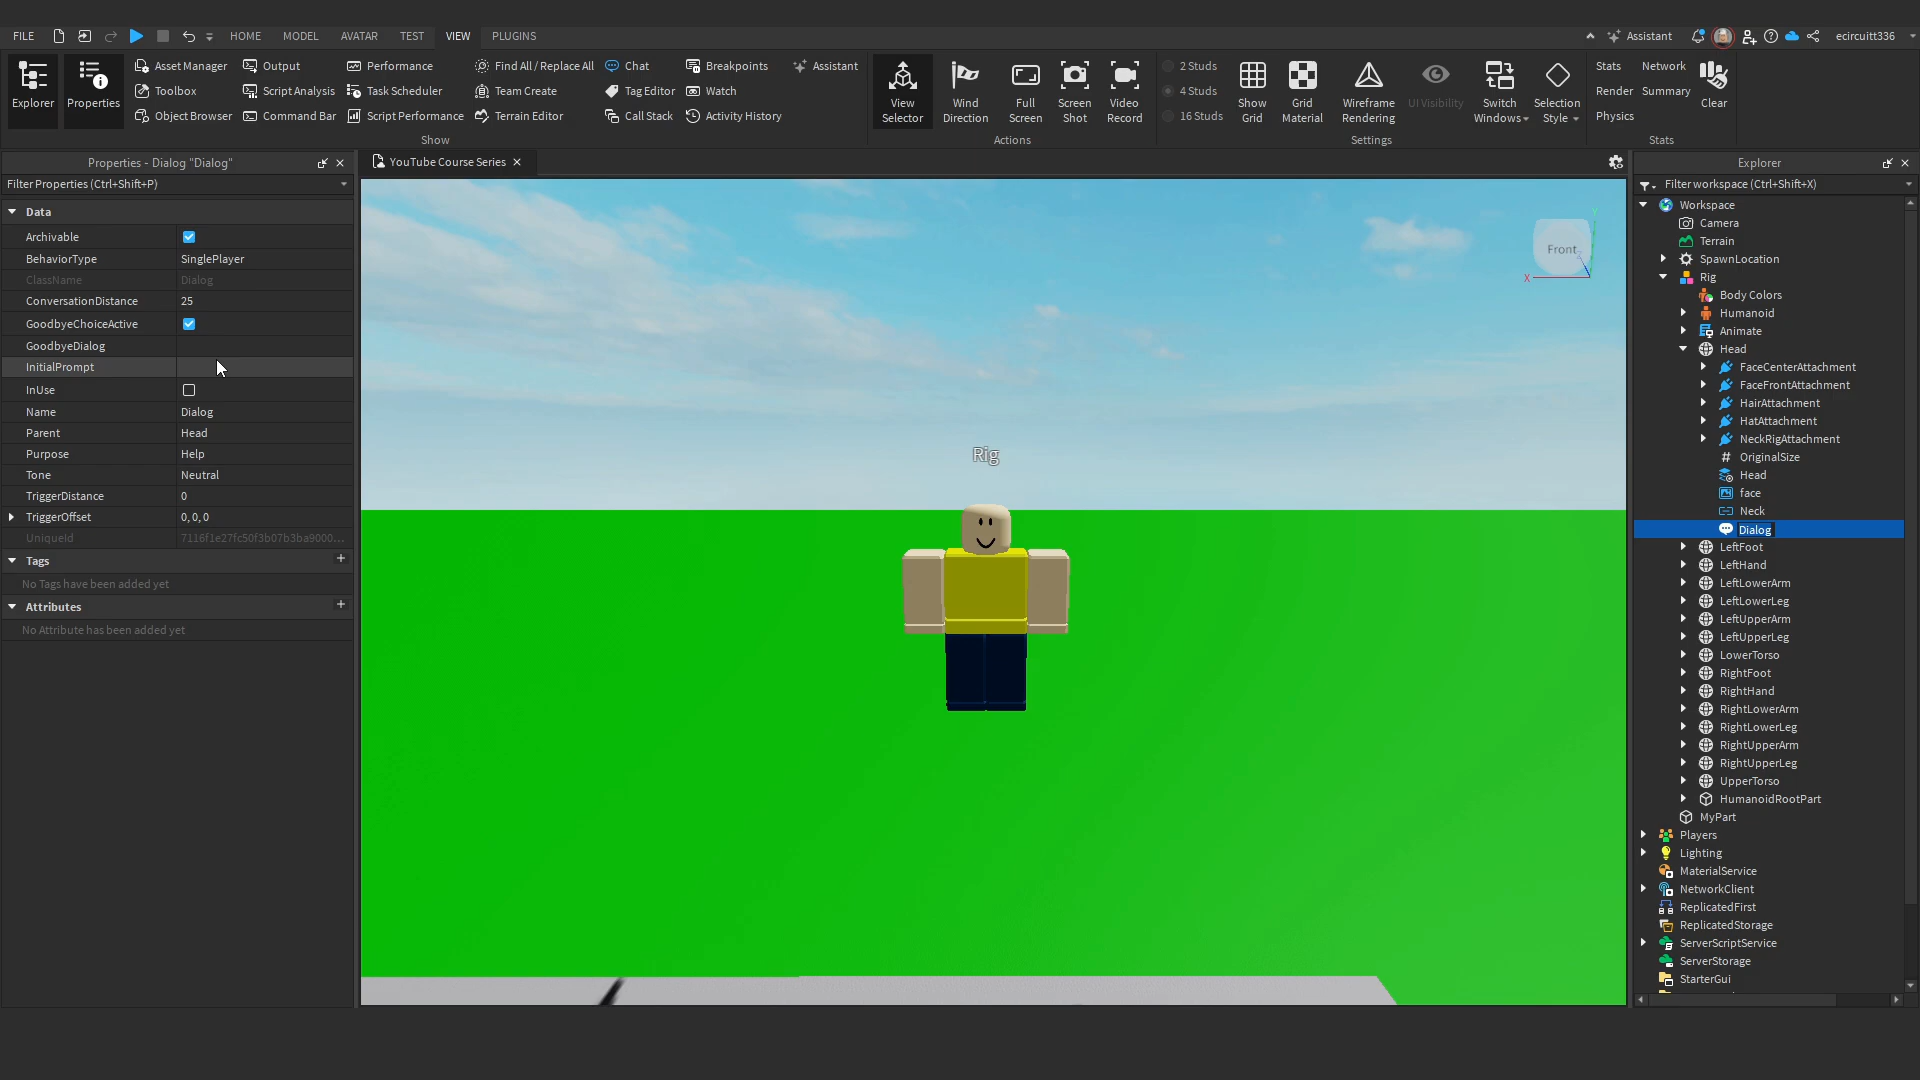 FILE HOME MODEL AVATAR TEST VIEW PLUGINS Assistant ecircuitt336
Explorer Properties Asset Manager Output Performance Find All / Replace All Chat Breakpoints Assistant
Toolbox Script Analysis Task Scheduler Team Create Tag Editor Watch
Object Browser Command Bar Script Performance Terrain Editor Call Stack Activity History
Show
View Selector Wind Direction Full Screen Screen Shot Video Record
Actions
2 Studs
4 Studs
16 Studs
Show Grid Grid Material Wireframe Rendering UI Visibility Switch Windows Selection Style
Settings
Stats Network
Render Summary
Physics
Clear
Stats
Properties - Dialog "Dialog"
Filter Properties (Ctrl+Shift+P)
Data
Archivable
BehaviorType SinglePlayer
ClassName Dialog
ConversationDistance 25
GoodbyeChoiceActive
GoodbyeDialog
InitialPrompt
InUse
Name Dialog
Parent Head
Purpose Help
Tone Neutral
TriggerDistance 0
TriggerOffset 0, 0, 0
UniqueId 7116f1e27fc50f3b07b3ba9000...
Tags
No Tags have been added yet
Attributes
No Attribute has been added yet
YouTube Course Series
Front
X
Y
Rig
Explorer
Filter workspace (Ctrl+Shift+X)
Workspace
Camera
Terrain
SpawnLocation
Rig
Body Colors
Humanoid
Animate
Head
FaceCenterAttachment
FaceFrontAttachment
HairAttachment
HatAttachment
NeckRigAttachment
OriginalSize
Head
face
Neck
Dialog
LeftFoot
LeftHand
LeftLowerArm
LeftLowerLeg
LeftUpperArm
LeftUpperLeg
LowerTorso
RightFoot
RightHand
RightLowerArm
RightLowerLeg
RightUpperArm
RightUpperLeg
UpperTorso
HumanoidRootPart
MyPart
Players
Lighting
MaterialService
NetworkClient
ReplicatedFirst
ReplicatedStorage
ServerScriptService
ServerStorage
StarterGui